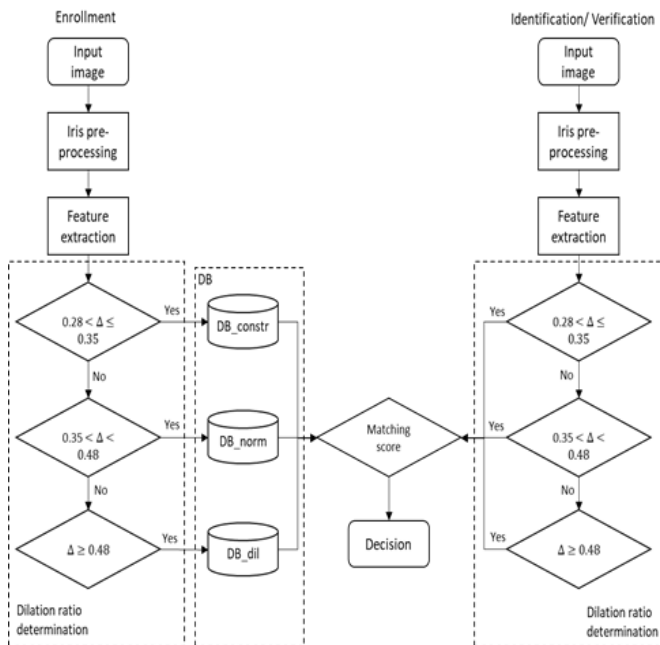 Enrollment
Input
image
Iris pre-
processing
Feature
extraction
0.28 < Δ ≤
0.35
Yes
No
0.35 < Δ <
0.48
Yes
No
Δ ≥ 0.48
Yes
Dilation ratio
determination
DB
DB_constr
DB_norm
DB_dil
Matching
score
Decision
Identification/ Verification
Input
image
Iris pre-
processing
Feature
extraction
Yes
0.28 < Δ ≤
0.35
No
Yes
0.35 < Δ <
0.48
No
Yes
Δ ≥ 0.48
Dilation ratio
determination